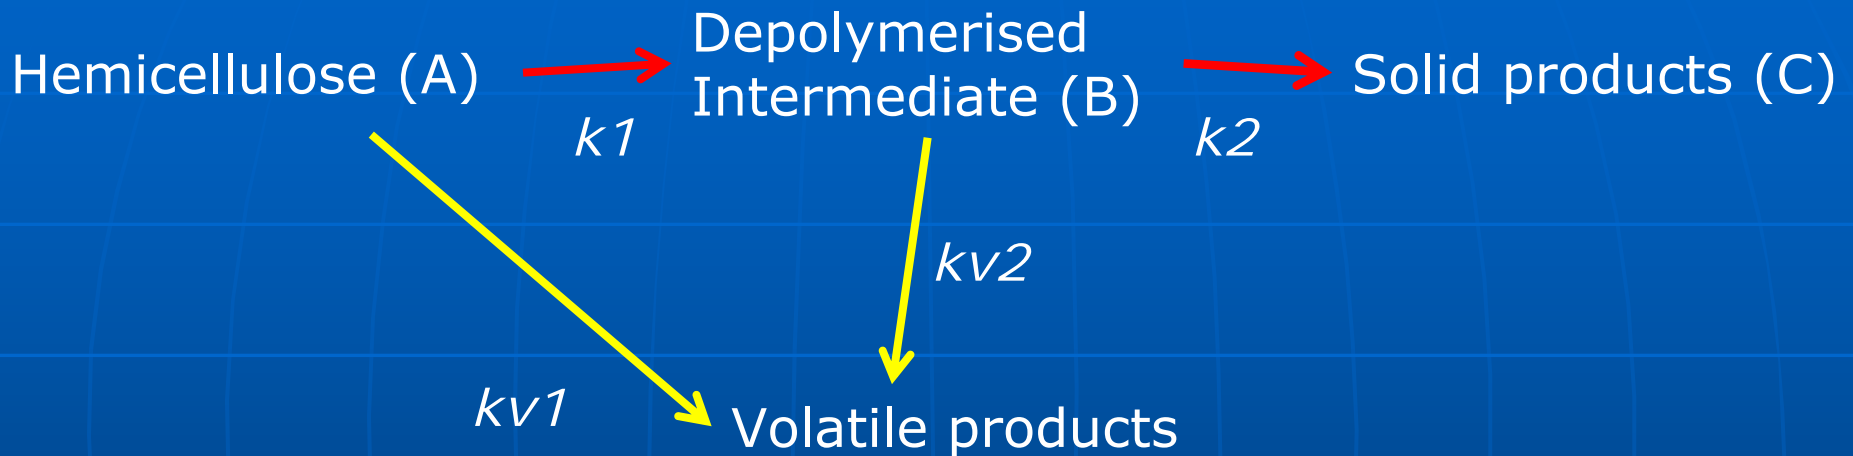 Hemicellulose (A)
Depolymerised
Intermediate (B)
Solid products (C)
k1
k2
kv2
kv1
Volatile products